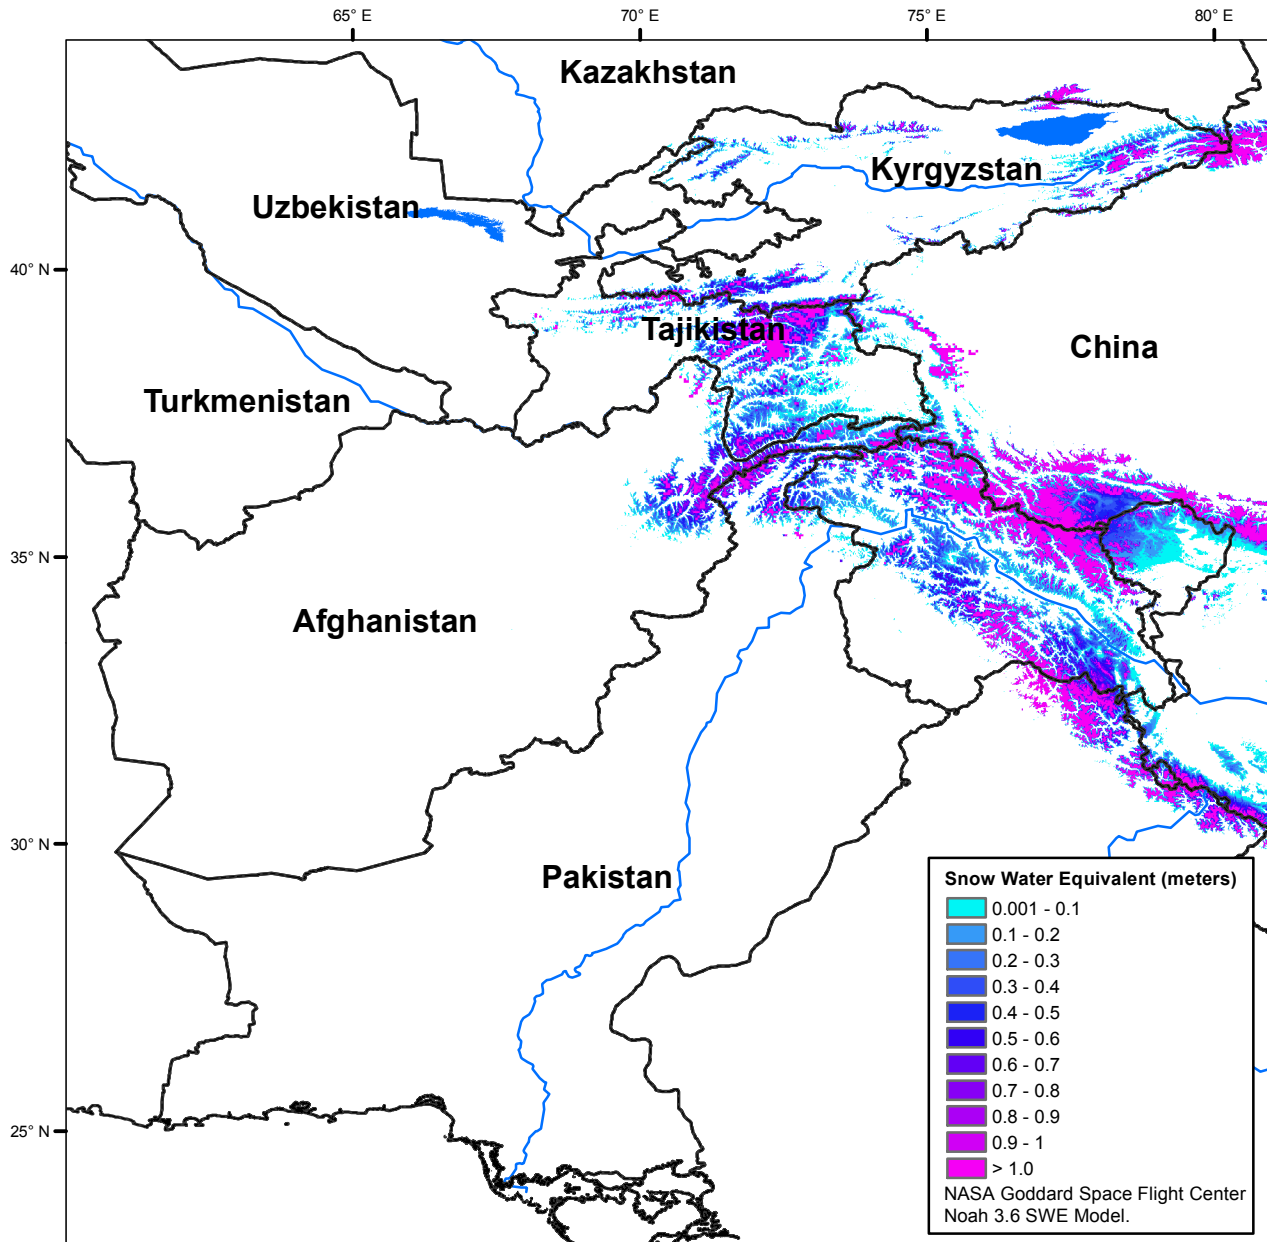 65° E
70° E
75° E
80° E
Kazakhstan
Kyrgyzstan
Uzbekistan
40° N
Tajikistan
China
Turkmenistan
35° N
Afghanistan
30° N
Pakistan
Snow Water Equivalent (meters)
0.001 - 0.1
0.1 - 0.2
0.2 - 0.3
0.3 - 0.4
0.4 - 0.5
0.5 - 0.6
0.6 - 0.7
0.7 - 0.8
0.8 - 0.9
0.9 - 1
> 1.0
25° N
NASA Goddard Space Flight Center
Noah 3.6 SWE Model.